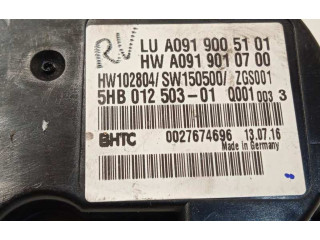 RW
LU A091 900 51 01
HW A091 901 07 00
HW102804/SW150500/ ZGS001
5HB 012 503-01 Q001 003 3
BHTC 0027674696 13.07.16
Made in Germany